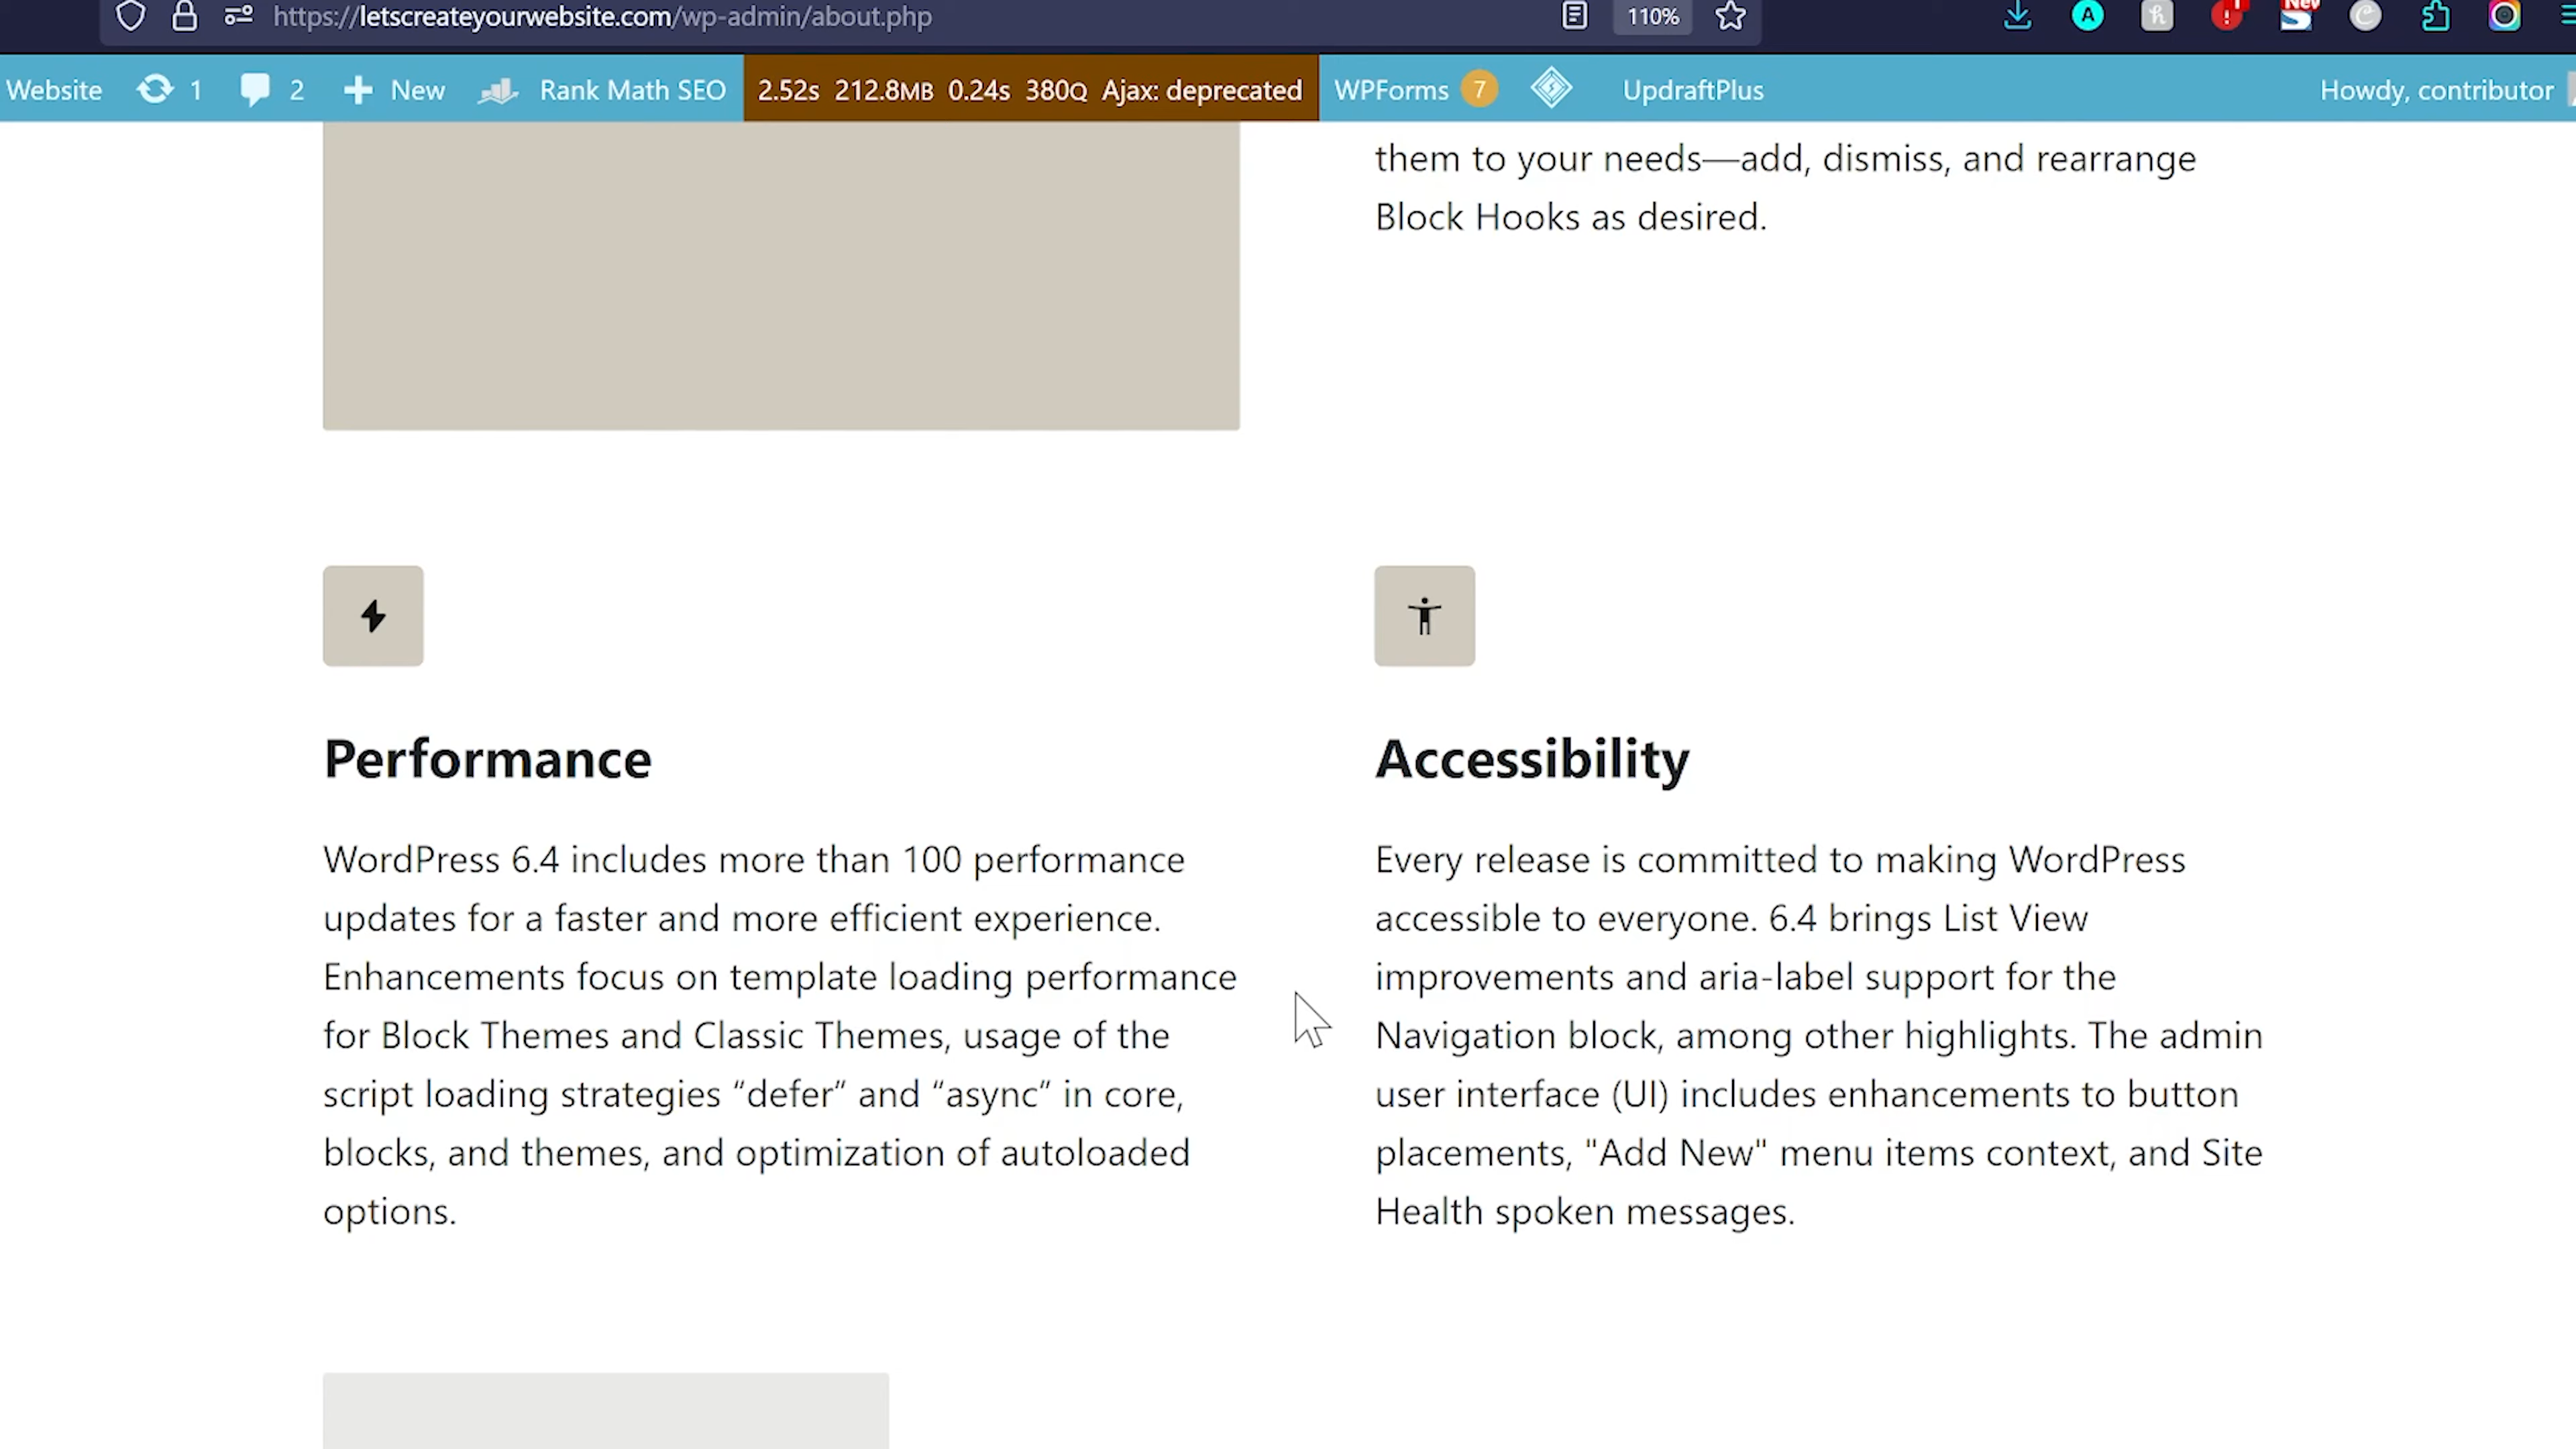 https://letscreateyourwebsite.com/wp-admin/about.php
110%
A
New
Website
1
2
New
Rank Math SEO
2.52s 212.8MB 0.24s 380Q Ajax: deprecated
WPForms 7
UpdraftPlus
Howdy, contributor
them to your needs—add, dismiss, and rearrange
Block Hooks as desired.
Performance
WordPress 6.4 includes more than 100 performance
updates for a faster and more efficient experience.
Enhancements focus on template loading performance
for Block Themes and Classic Themes, usage of the
script loading strategies “defer” and “async” in core,
blocks, and themes, and optimization of autoloaded
options.
Accessibility
Every release is committed to making WordPress
accessible to everyone. 6.4 brings List View
improvements and aria-label support for the
Navigation block, among other highlights. The admin
user interface (UI) includes enhancements to button
placements, "Add New" menu items context, and Site
Health spoken messages.